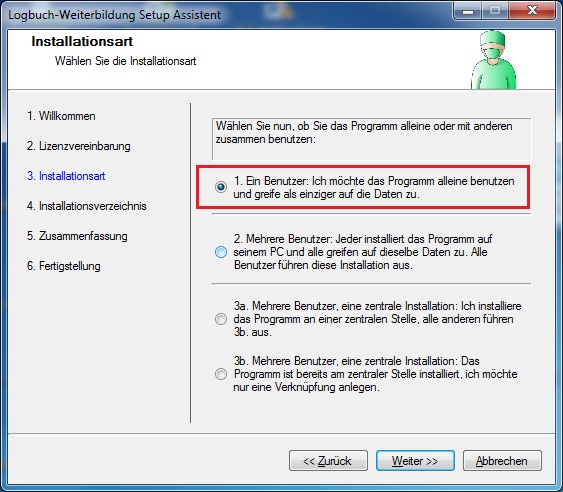 Logbuch-Weiterbildung Setup Assistent
Installationsart
Wählen Sie die Installationsart
1. Willkommen
2. Lizenzvereinbarung
3. Installationsart
4. Installationsverzeichnis
5. Zusammenfassung
6. Fertigstellung
Wählen Sie nun, ob Sie das Programm alleine oder mit anderen
zusammen benutzen:
1. Ein Benutzer: Ich möchte das Programm alleine benutzen
und greife als einziger auf die Daten zu.
2. Mehrere Benutzer: Jeder installiert das Programm auf
seinem PC und alle greifen auf dieselbe Daten zu. Alle
Benutzer führen diese Installation aus.
3a. Mehrere Benutzer, eine zentrale Installation: Ich installiere
das Programm an einer zentralen Stelle, alle anderen führen
3b. aus.
3b. Mehrere Benutzer, eine zentrale Installation: Das
Programm ist bereits am zentraler Stelle installiert, ich möchte
nur eine Verknüpfung anlegen.
<< Zurück
Weiter >>
Abbrechen